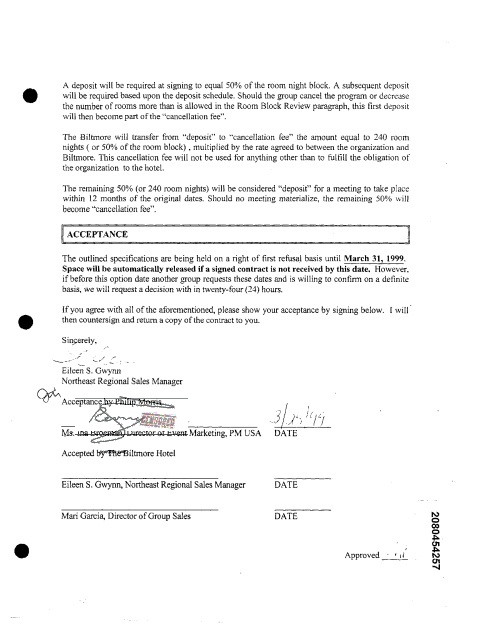 A deposit will be required at signing to equal 50% of the room night block. A subsequent deposit
will be required based upon the deposit schedule. Should the group cancel the program or decrease
the number of rooms more than is allowed in the Room Block Review paragraph, this first deposit
will then become part of the "cancellation fee".
The Biltmore will transfer from "deposit" to "cancellation fee" the amount equal to 240 room
nights ( or 50% of the room block) , multiplied by the rate agreed to between the organization and
Biltmore. This cancellation fee will not be used for anything other than to fulfill the obligation of
the organization to the hotel.
The remaining 50% (or 240 room nights) will be considered "deposit" for a meeting to take place
within 12 months of the original dates. Should no meeting materialize, the remaining 50% will
become "cancellation fee".
ACCEPTANCE
The outlined specifications are being held on a right of first refusal basis until March 31, 1999.
Space will be automatically released if a signed contract is not received by this date. However,
if before this option date another group requests these dates and is willing to confirm on a definite
basis, we will request a decision with in twenty-four (24) hours.
If you agree with all of the aforementioned, please show your acceptance by signing below. I will
then countersign and return a copy of the contract to you.
Sincerely,
Eileen S. Gwynn
Northeast Regional Sales Manager
Acceptance by Philip Morris
Ms. Director of Event Marketing, PM USA DATE
Accepted by The Biltmore Hotel
Eileen S. Gwynn, Northeast Regional Sales Manager DATE
Mari Garcia, Director of Group Sales DATE
Approved
2080454257